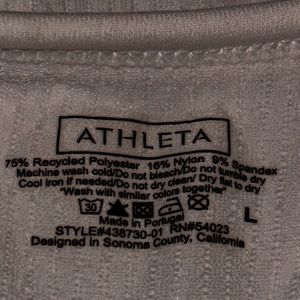 ATHLETA
75% Recycled Polyester 16% Nylon 9% Spandex
Machine wash cold/Do not bleach/Do not tumble dry
Cool iron if needed/Do not dry clean/ Dry flat to dry
"Wash with similar colors together"
30
L
Made in Portugal
STYLE#438730-01 RN#54023
Designed in Sonoma County, California